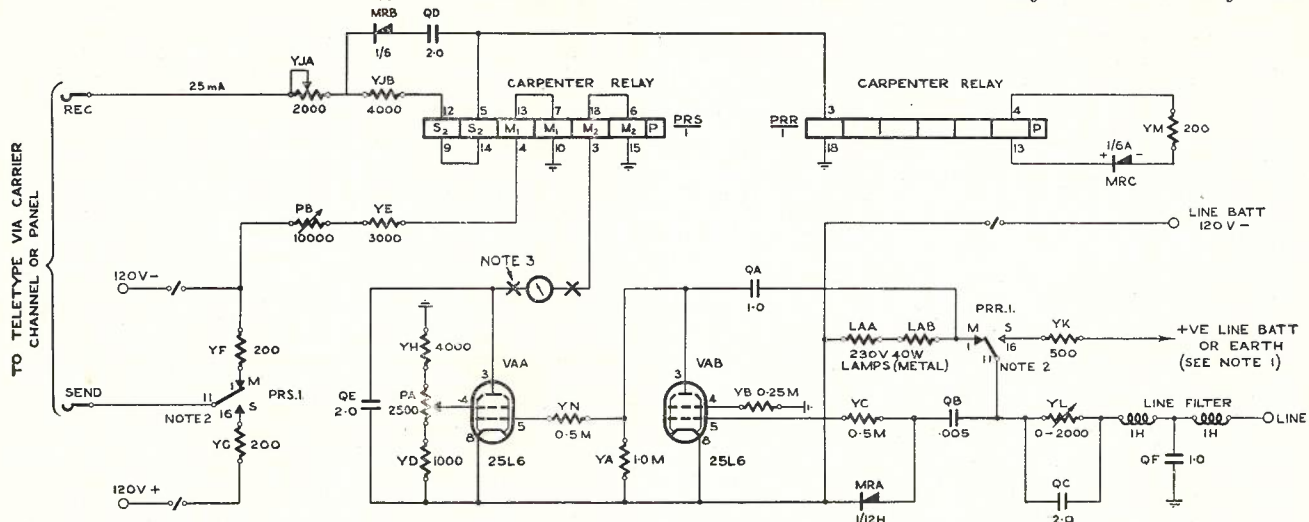 MRB
QD
1/6
2·0
YJA
25mA
YJB
CARPENTER RELAY
CARPENTER RELAY
REC
2000
4000
12 5 13 7 18 6
S2 S2 M1 M1 M2 M2 P
PRS
1
9 14 4 10 3 15
PRR
1
3
4
P
18
13
YM
200
1/6A
+ -
MRC
TO TELETYPE VIA CARRIER
CHANNEL OR PANEL
PB
YE
10000
3000
LINE BATT
120 V-
NOTE 3
120V-
QA
1·0
YF
200
YH
4000
VAA
VAB
LAA
LAB
230V 40W
LAMPS (METAL)
PRR.1.
M
1
S
16
11
NOTE 2
YK
500
+VE LINE BATT
OR EARTH
(SEE NOTE 1)
1
M
11
PRS.1.
SEND
NOTE 2
16
S
QE
2·0
PA
2500
3
4
5
8
YN
0·5 M
3
4
5
8
YB 0·25M
YC
0·5M
QB
·005
YL
0-2000
LINE FILTER
1H
1H
LINE
YG
200
YD
1000
25L6
YA
1·0 M
25L6
QF
1·0
120V+
MRA
1/12H
QC
2·0